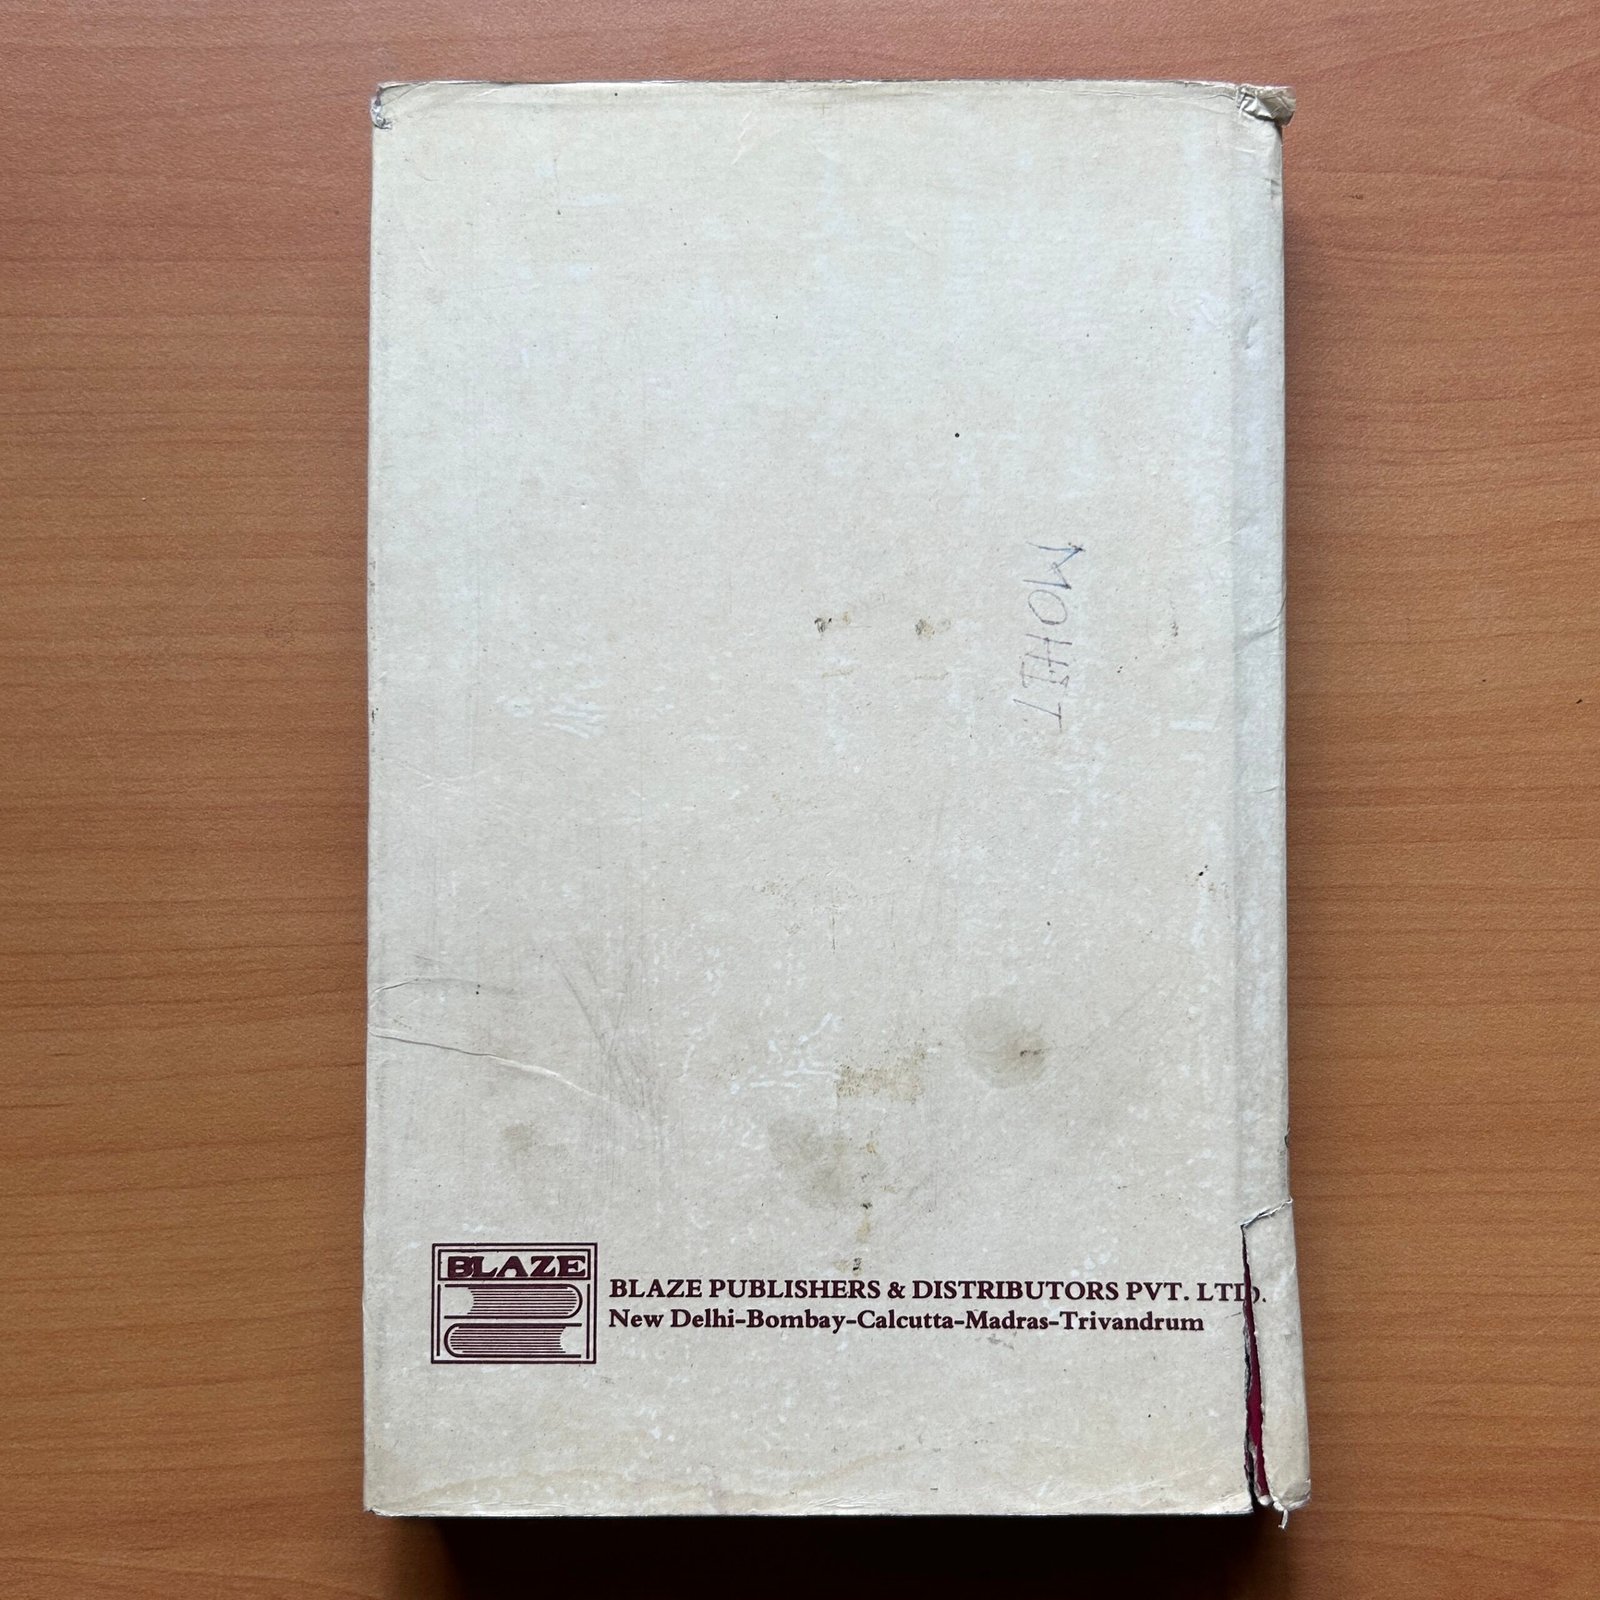 MOHIT
BLAZE
BLAZE PUBLISHERS & DISTRIBUTORS PVT. LTD.
New Delhi-Bombay-Calcutta-Madras-Trivandrum